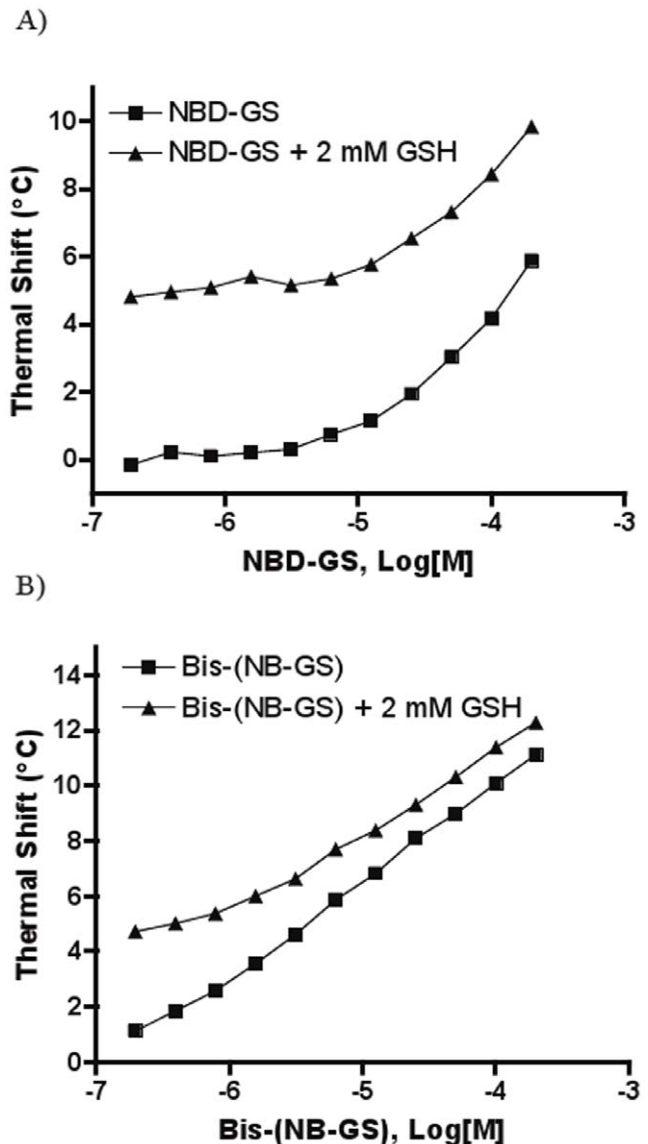 A)
NBD-GS
NBD-GS + 2 mM GSH
Thermal Shift (°C)
10
8
6
4
2
0
-7
-6
-5
-4
-3
NBD-GS, Log[M]
B)
Bis-(NB-GS)
Bis-(NB-GS) + 2 mM GSH
Thermal Shift (°C)
14
12
10
8
6
4
2
0
-7
-6
-5
-4
-3
Bis-(NB-GS), Log[M]